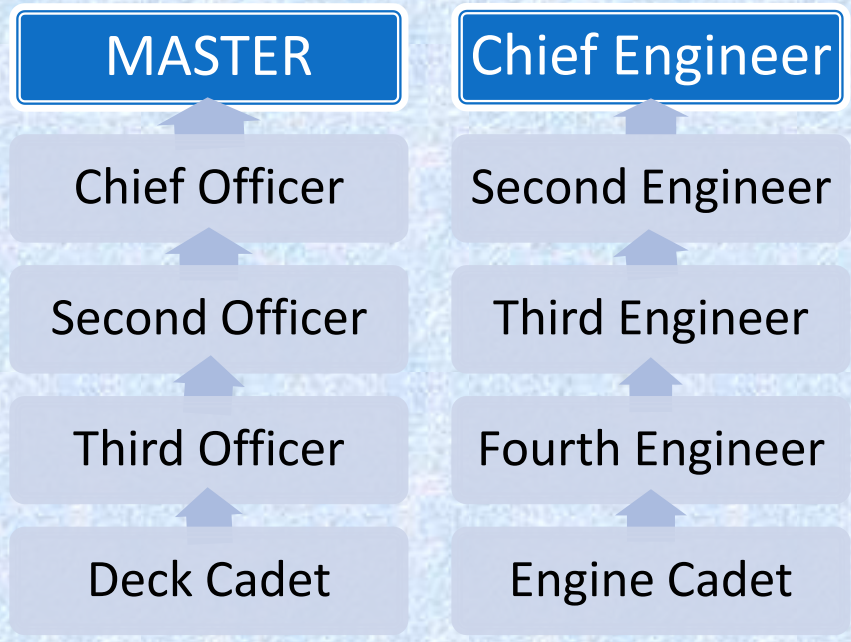 MASTER
Chief Officer
Second Officer
Third Officer
Deck Cadet
Chief Engineer
Second Engineer
Third Engineer
Fourth Engineer
Engine Cadet